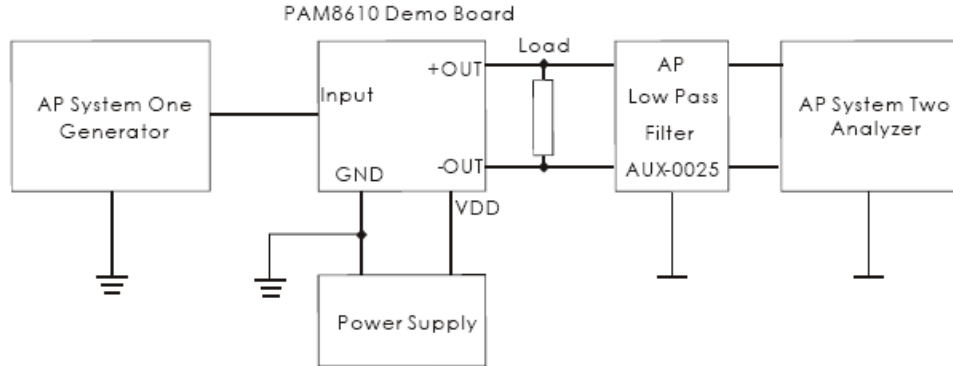 PAM8610 Demo Board
AP System One
Generator
Input
+OUT
-OUT
GND
VDD
Load
AP
Low Pass
Filter
AUX-0025
AP System Two
Analyzer
Power Supply